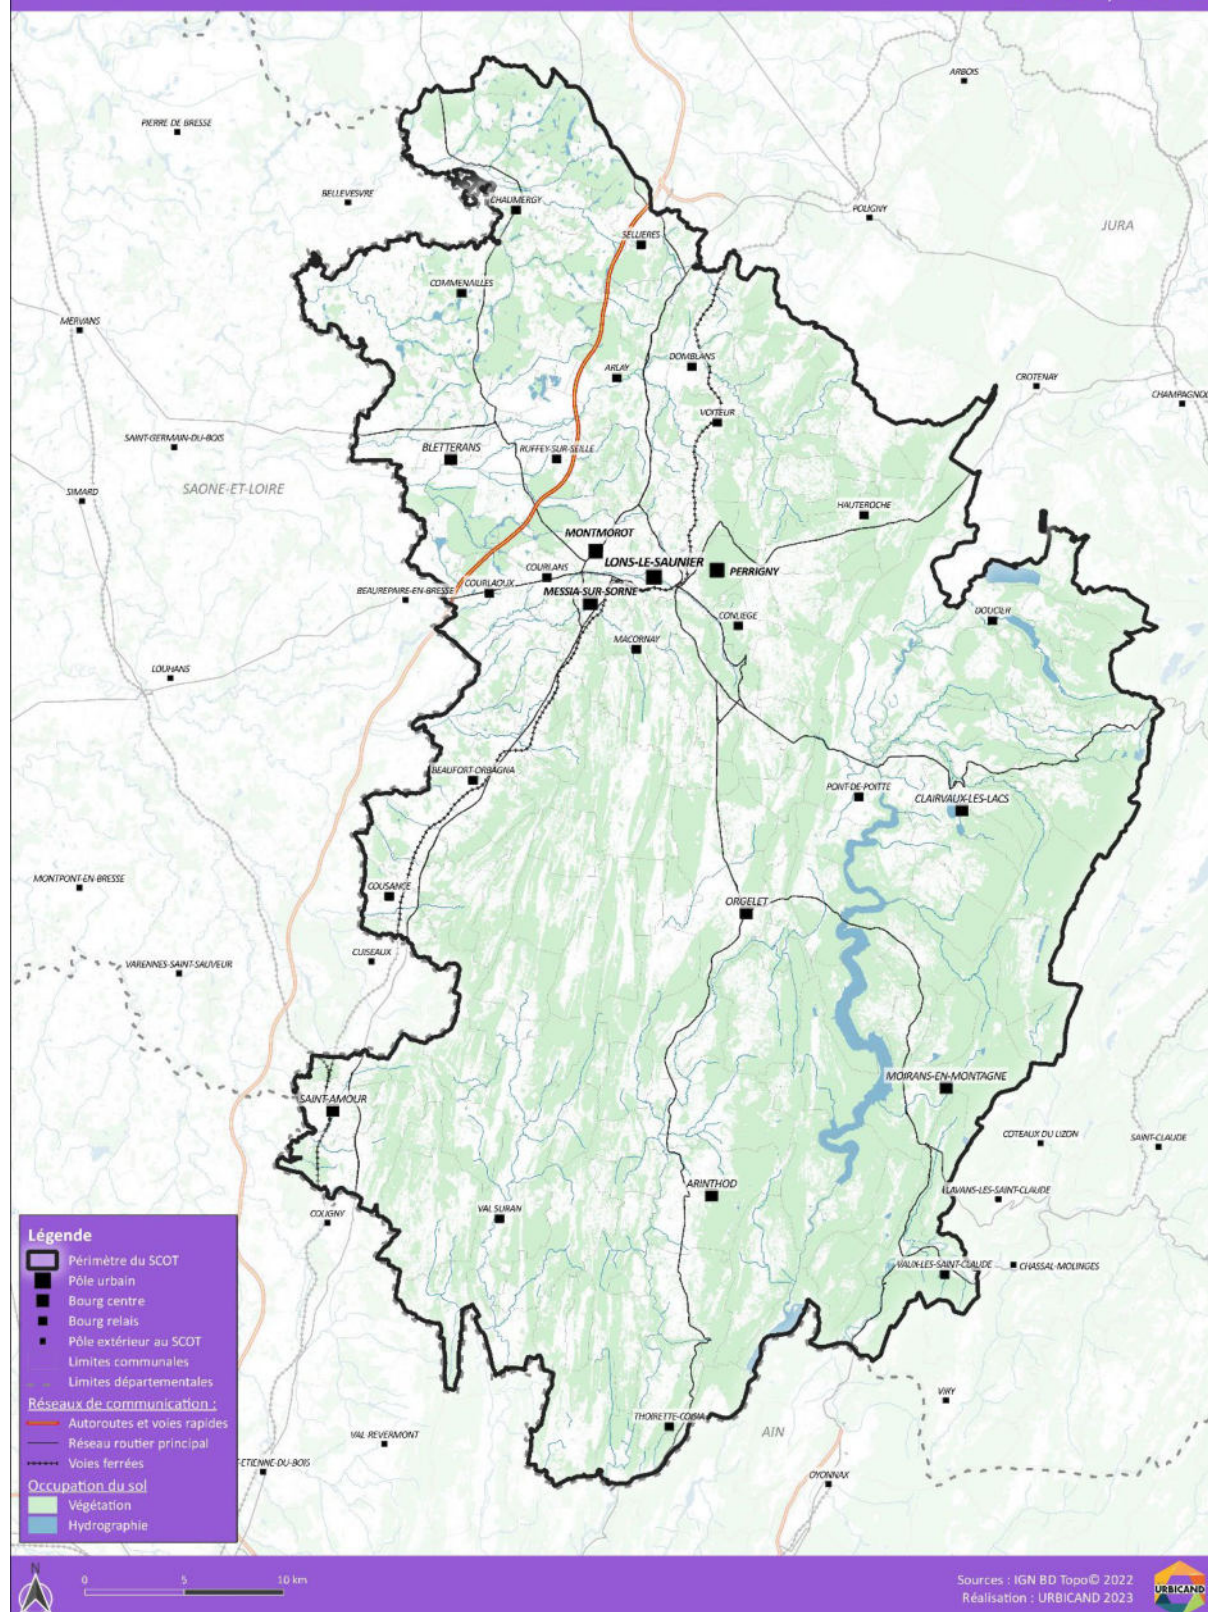 ARBOIS
PIERRE DE BRESSE
BELLEVESVRE
CHAUMERGY
POLIGNY
JURA
SELLIERES
COMMENAILLES
MERVANS
DOMBLANS
ARLAY
CROTENAY
CHAMPAGNO
VOITEUR
SAINT-GERMAIN-DU-BOIS
BLETTERANS
RUFFEY-SUR-SEILLE
SIMARD
SAONE-ET-LOIRE
HAUTEROCHE
MONTMOROT
LONS-LE-SAUNIER
PERRIGNY
COURLANS
COURLAOUX
BEAUREPAIRE-EN-BRESSE
MESSIA-SUR-SORNE
DOUCIER
CONLIEGE
MACORNAY
LOUHANS
BEAUFORT-ORBAGNA
PONT-DE-POITTE
CLAIRVAUX-LES-LACS
MONTPONT-EN-BRESSE
COUSANCE
ORGELET
CUISEAUX
VARENNES-SAINT-SAUVEUR
MOIRANS-EN-MONTAGNE
SAINT-AMOUR
COTEAUX DU LIZON
SAINT-CLAUDE
ARINTHOD
LAVANS-LES-SAINT-CLAUDE
VAL SURAN
COLIGNY
VAUX-LES-SAINT-CLAUDE
CHASSAL-MOLINGES
VIRY
THOIRETTE-COISIA
AIN
VAL REVERMONT
-ETIENNE-DU-BOIS
OYONNAX
Légende
Périmètre du SCOT
Pôle urbain
Bourg centre
Bourg relais
Pôle extérieur au SCOT
Limites communales
Limites départementales
Réseaux de communication :
Autoroutes et voies rapides
Réseau routier principal
Voies ferrées
Occupation du sol
Végétation
Hydrographie
N
0 5 10 km
Sources : IGN BD Topo© 2022
Réalisation : URBICAND 2023
URBICAND